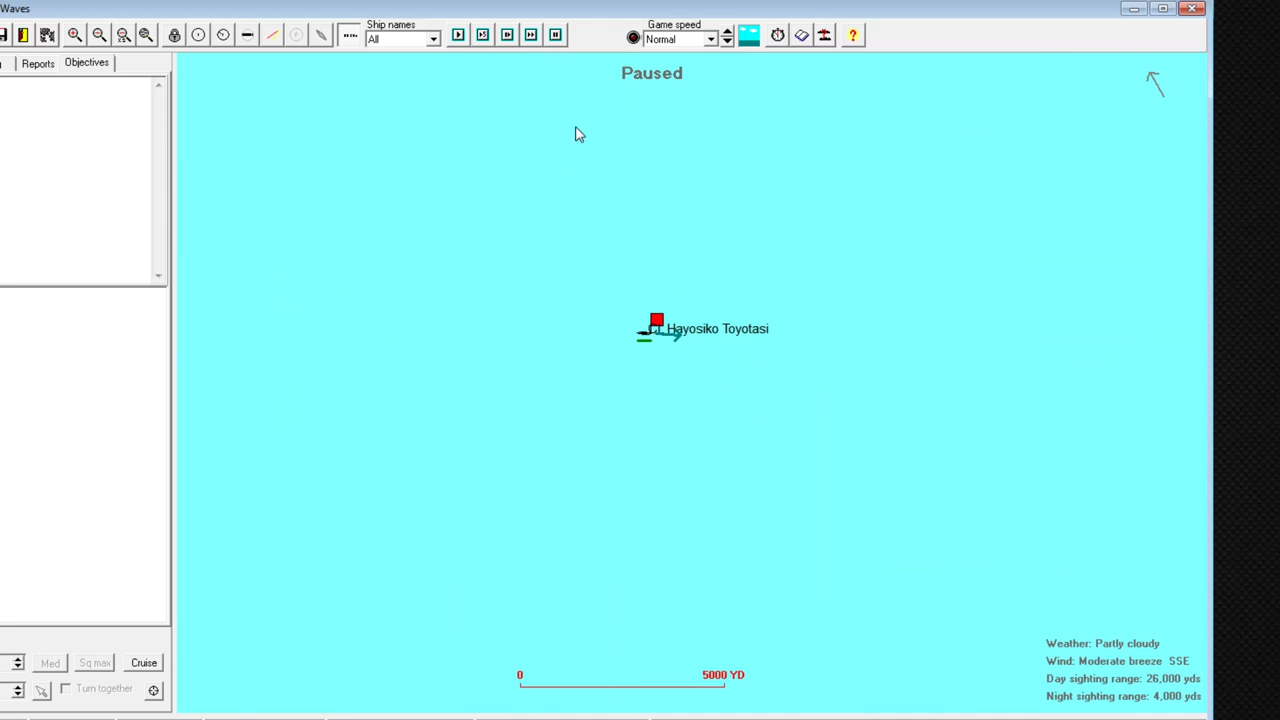 Waves
Ship names
All
Game speed
Normal
?
Reports
Objectives
Paused
CL Hayosiko Toyotasi
Weather: Partly cloudy
Wind: Moderate breeze SSE
Day sighting range: 26,000 yds
Night sighting range: 4,000 yds
0
5000 YD
Med
Sq max
Cruise
Turn together